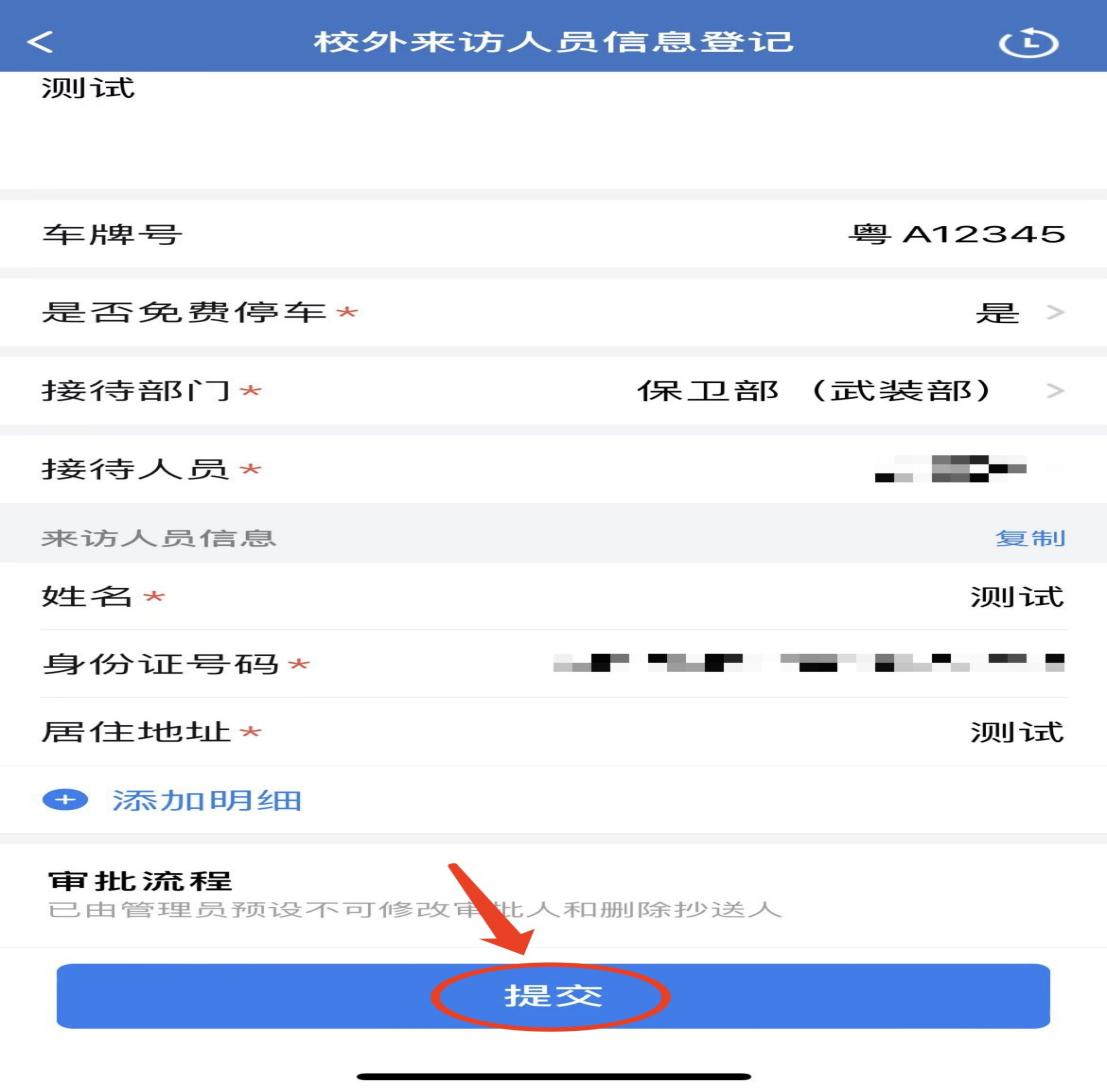 校外来访人员信息登记
测试
车牌号 粤 A12345
是否免费停车* 是 >
接待部门* 保卫部 （武装部） >
接待人员*
来访人员信息 复制
姓名* 测试
身份证号码*
居住地址* 测试
+ 添加明细
审批流程
已由管理员预设不可修改审批人和删除抄送人
提交